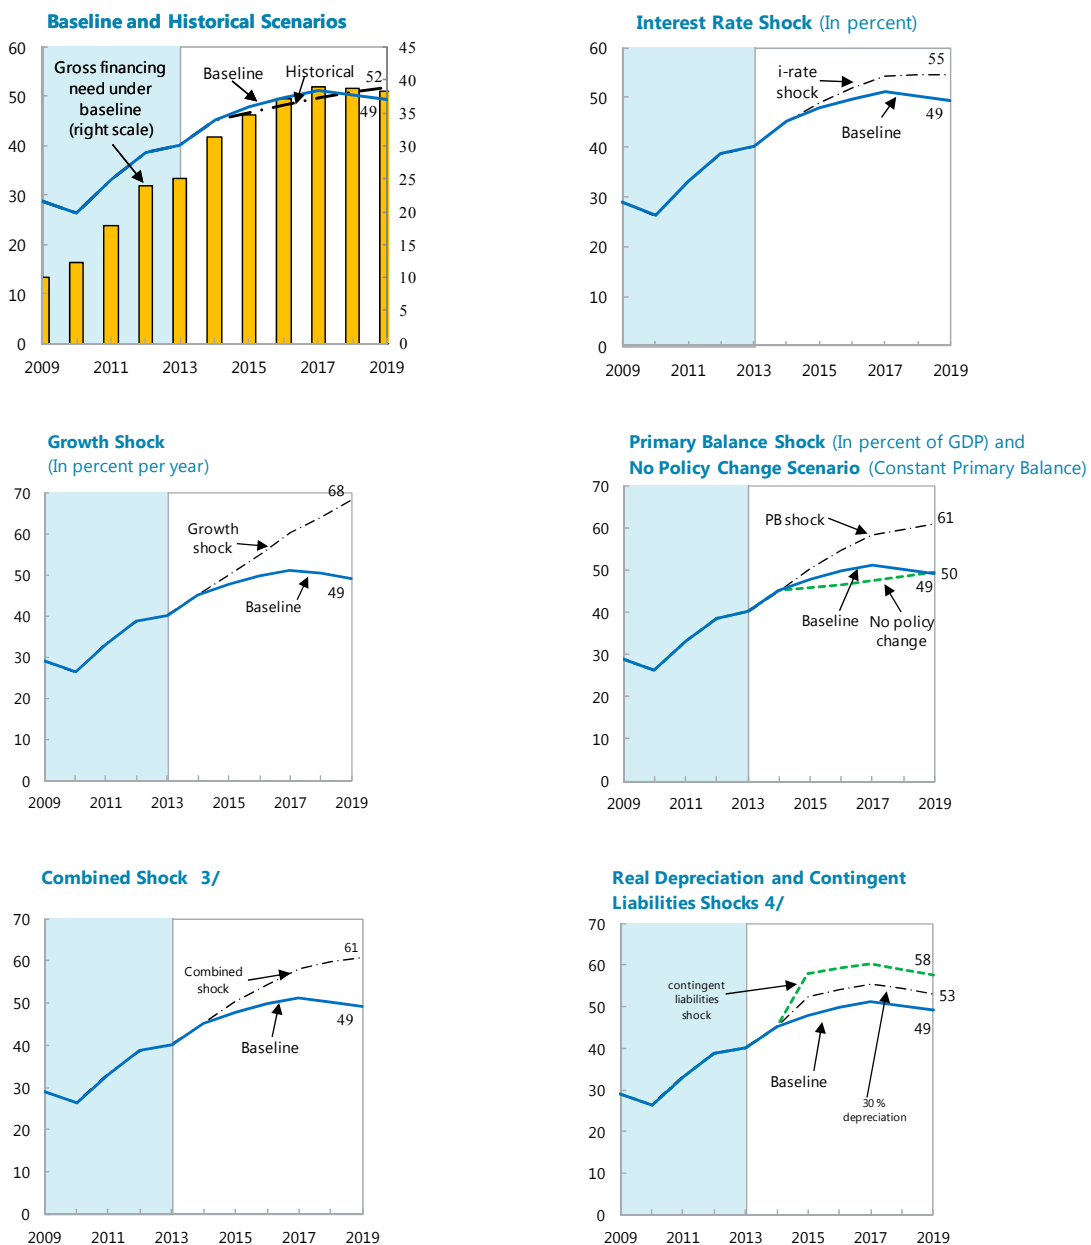 Baseline and Historical Scenarios
60
50
40
30
20
10
0
45
40
35
30
25
20
15
10
5
0
Gross financing
need under
baseline
(right scale)
Baseline
Historical
52
49
2009 2011 2013 2015 2017 2019
Interest Rate Shock (In percent)
60
50
40
30
20
10
0
i-rate
shock
55
49
Baseline
2009 2011 2013 2015 2017 2019
Growth Shock
(In percent per year)
70
60
50
40
30
20
10
0
68
Growth
shock
Baseline
49
2009 2011 2013 2015 2017 2019
Primary Balance Shock (In percent of GDP) and
No Policy Change Scenario (Constant Primary Balance)
70
60
50
40
30
20
10
0
PB shock
61
50
49
Baseline
No policy
change
2009 2011 2013 2015 2017 2019
Combined Shock 3/
70
60
50
40
30
20
10
0
61
Combined
shock
49
Baseline
2009 2011 2013 2015 2017 2019
Real Depreciation and Contingent
Liabilities Shocks 4/
70
60
50
40
30
20
10
0
58
contingent
liabilities
shock
53
49
Baseline
30 %
depreciation
2009 2011 2013 2015 2017 2019